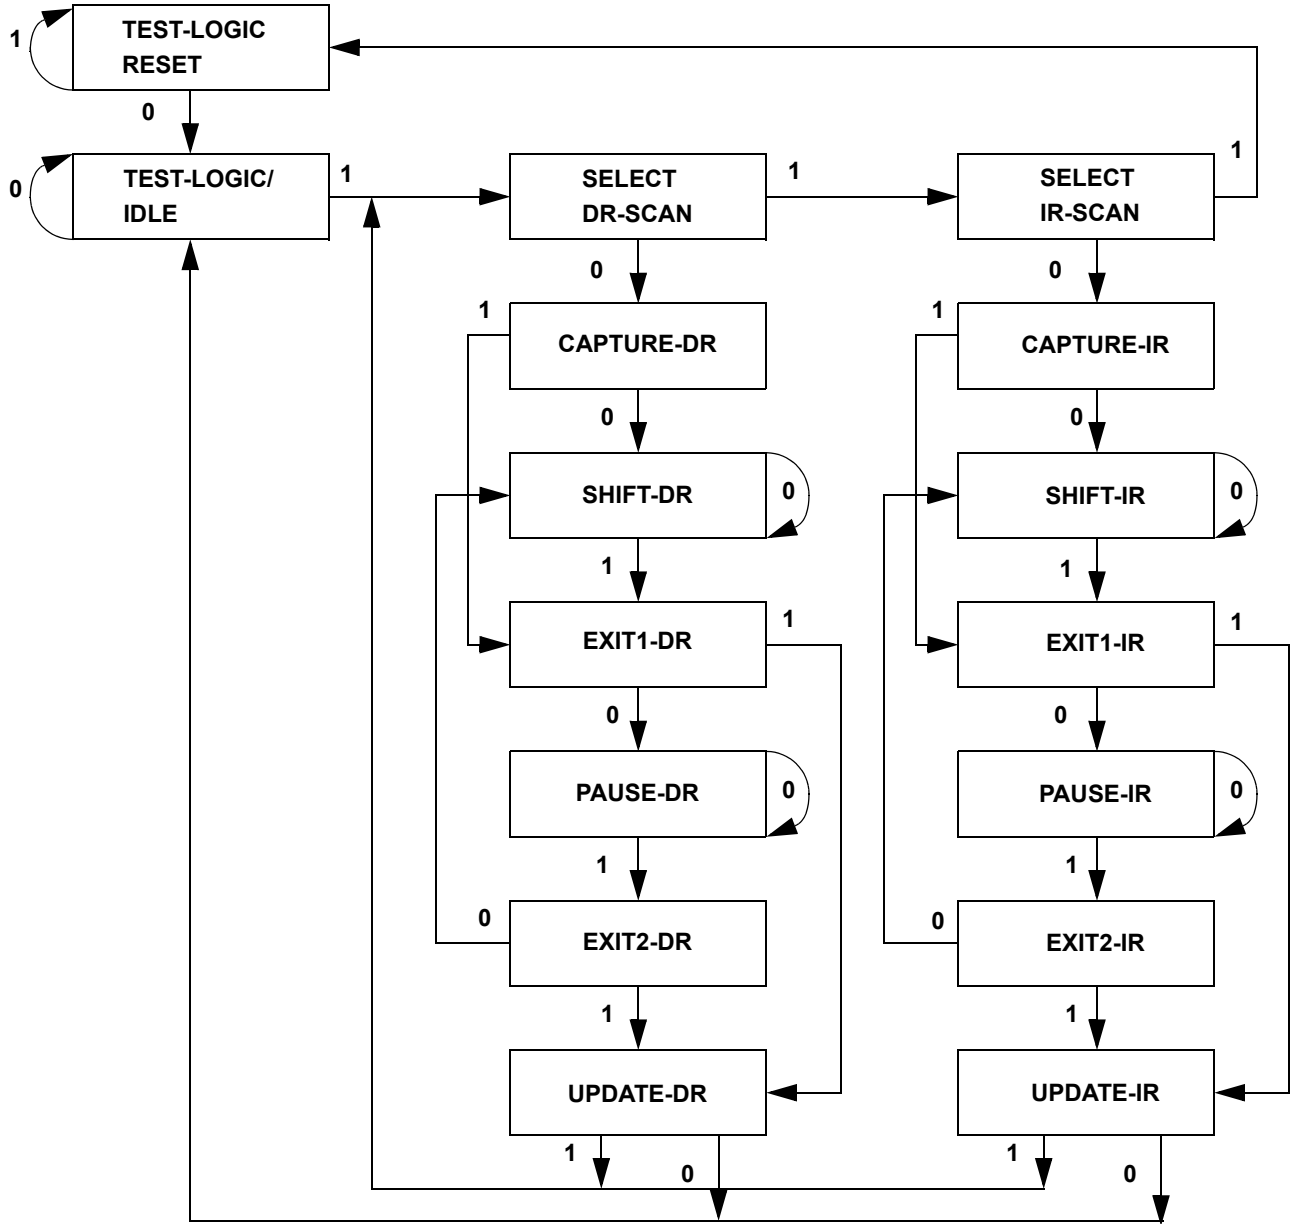 TEST-LOGIC
RESET
1
0
TEST-LOGIC/
IDLE
0
1
SELECT
DR-SCAN
1
SELECT
IR-SCAN
1
0
0
1
CAPTURE-DR
1
CAPTURE-IR
0
0
SHIFT-DR
0
SHIFT-IR
0
1
1
EXIT1-DR
1
EXIT1-IR
1
0
0
PAUSE-DR
0
PAUSE-IR
0
1
1
0
EXIT2-DR
0
EXIT2-IR
1
1
UPDATE-DR
UPDATE-IR
1
0
1
0